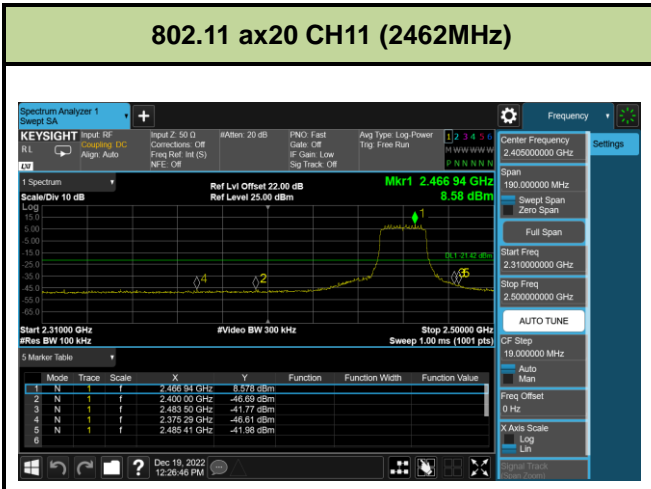 802.11 ax20 CH11 (2462MHz)
Spectrum Analyzer 1
Swept SA
Frequency
KEYSIGHT
RL
Input: RF
Coupling: DC
Align: Auto
Input Z: 50 Ω
Corrections: Off
Freq Ref: Int (S)
NFE: Off
#Atten: 20 dB
PNO: Fast
Gate: Off
IF Gain: Low
Sig Track: Off
Avg Type: Log-Power
Trig: Free Run
1 2 3 4 5 6
M W W W W W
P N N N N N
LXI
1 Spectrum
Scale/Div 10 dB
Ref Lvl Offset 22.00 dB
Ref Level 25.00 dBm
Mkr1 2.466 94 GHz
8.58 dBm
Log
15.0
5.00
-5.00
-15.0
-25.0
-35.0
-45.0
-55.0
-65.0
1
DL1 -21.42 dBm
4
2
3
5
Start 2.31000 GHz
#Res BW 100 kHz
#Video BW 300 kHz
Stop 2.50000 GHz
Sweep 1.00 ms (1001 pts)
5 Marker Table
Mode Trace Scale X Y Function Function Width Function Value
1 N 1 f 2.466 94 GHz 8.578 dBm
2 N 1 f 2.400 00 GHz -46.69 dBm
3 N 1 f 2.483 50 GHz -41.77 dBm
4 N 1 f 2.375 29 GHz -46.61 dBm
5 N 1 f 2.485 41 GHz -41.98 dBm
6
Dec 19, 2022
12:26:46 PM
Settings
Center Frequency
2.405000000 GHz
Span
190.000000 MHz
Swept Span
Zero Span
Full Span
Start Freq
2.310000000 GHz
Stop Freq
2.500000000 GHz
AUTO TUNE
CF Step
19.000000 MHz
Auto
Man
Freq Offset
0 Hz
X Axis Scale
Log
Lin
Signal Track
(Span Zoom)